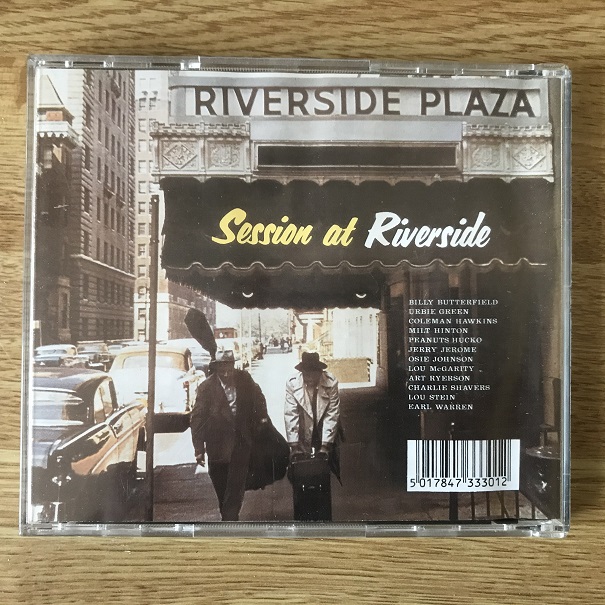 RIVERSIDE PLAZA
Session at Riverside
BILLY BUTTERFIELD
URBIE GREEN
COLEMAN HAWKINS
MILT HINTON
PEANUTS HUCKO
JERRY JEROME
OSIE JOHNSON
LOU McGARITY
ART RYERSON
CHARLIE SHAVERS
LOU STEIN
EARL WARREN
5 017847 333012